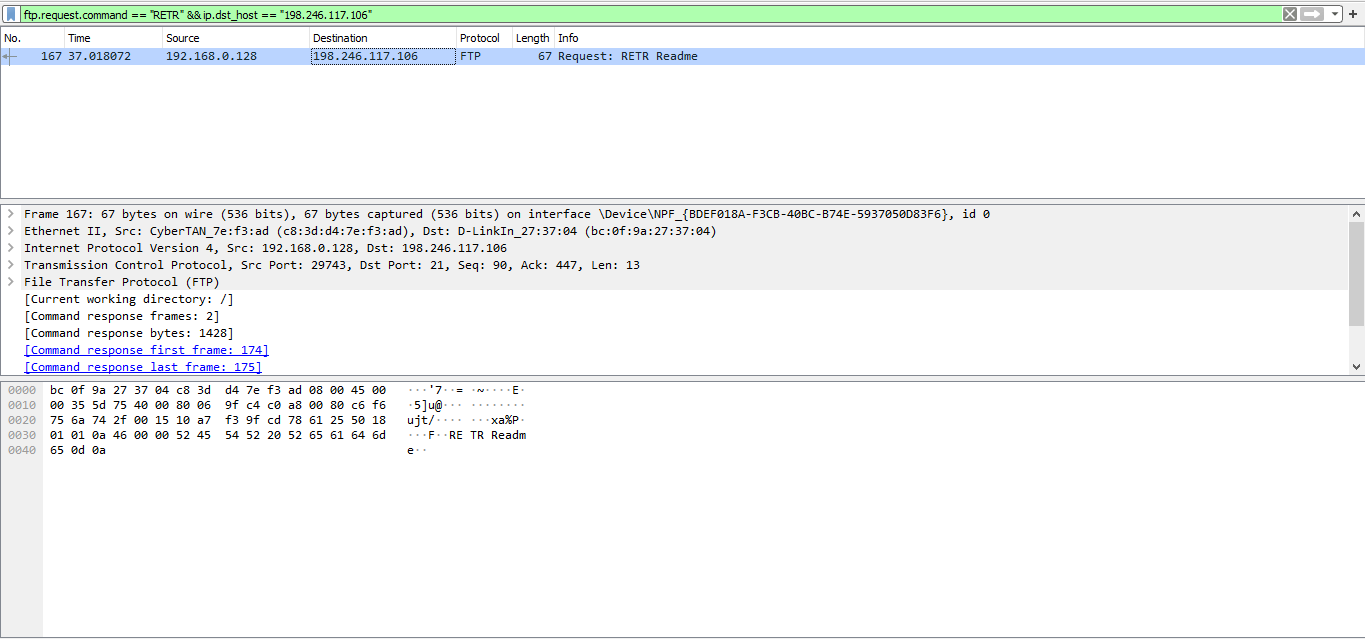 ftp.request.command == "RETR" && ip.dst_host == "198.246.117.106"
No. Time Source Destination Protocol Length Info
167 37.018072 192.168.0.128 198.246.117.106 FTP 67 Request: RETR Readme
Frame 167: 67 bytes on wire (536 bits), 67 bytes captured (536 bits) on interface \Device\NPF_{BDEF018A-F3CB-40BC-B74E-5937050D83F6}, id 0
Ethernet II, Src: CyberTAN_7e:f3:ad (c8:3d:d4:7e:f3:ad), Dst: D-LinkIn_27:37:04 (bc:0f:9a:27:37:04)
Internet Protocol Version 4, Src: 192.168.0.128, Dst: 198.246.117.106
Transmission Control Protocol, Src Port: 29743, Dst Port: 21, Seq: 90, Ack: 447, Len: 13
File Transfer Protocol (FTP)
[Current working directory: /]
[Command response frames: 2]
[Command response bytes: 1428]
[Command response first frame: 174]
[Command response last frame: 175]
0000 bc 0f 9a 27 37 04 c8 3d d4 7e f3 ad 08 00 45 00 ···'7··= ·~····E·
0010 00 35 5d 75 40 00 80 06 9f c4 c0 a8 00 80 c6 f6 ·5]u@··· ········
0020 75 6a 74 2f 00 15 10 a7 f3 9f cd 78 61 25 50 18 ujt/···· ···xa%P·
0030 01 01 0a 46 00 00 52 45 54 52 20 52 65 61 64 6d ···F··RE TR Readm
0040 65 0d 0a e··